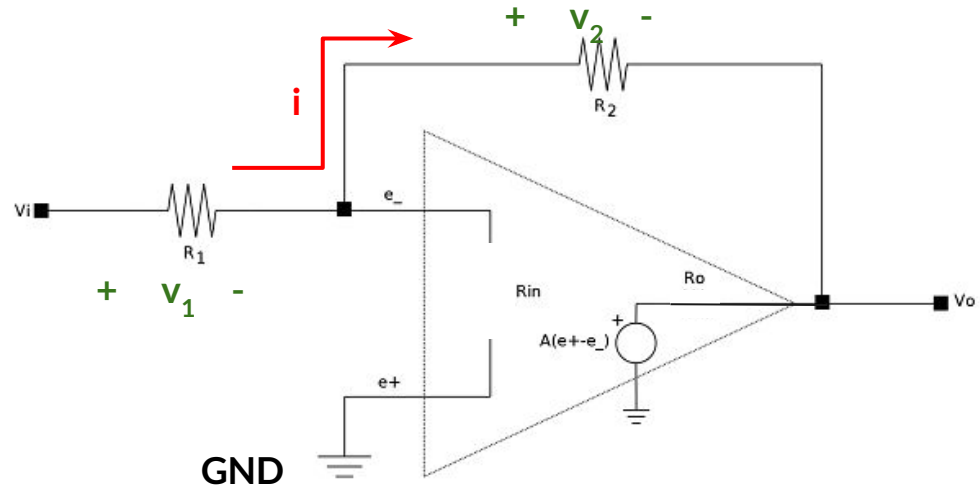 + v2 -
R2
i
e_
Vi
R1
+ v1 -
Rin
Ro
Vo
+
A(e+-e_)
e+
GND